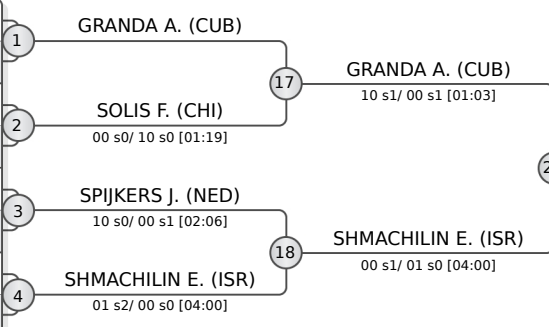 GRANDA A. (CUB)
1
17
GRANDA A. (CUB)
10 s1/ 00 s1 [01:03]
SOLIS F. (CHI)
2
00 s0/ 10 s0 [01:19]
SPIJKERS J. (NED)
3
10 s0/ 00 s1 [02:06]
18
SHMACHILIN E. (ISR)
00 s1/ 01 s0 [04:00]
SHMACHILIN E. (ISR)
4
01 s2/ 00 s0 [04:00]